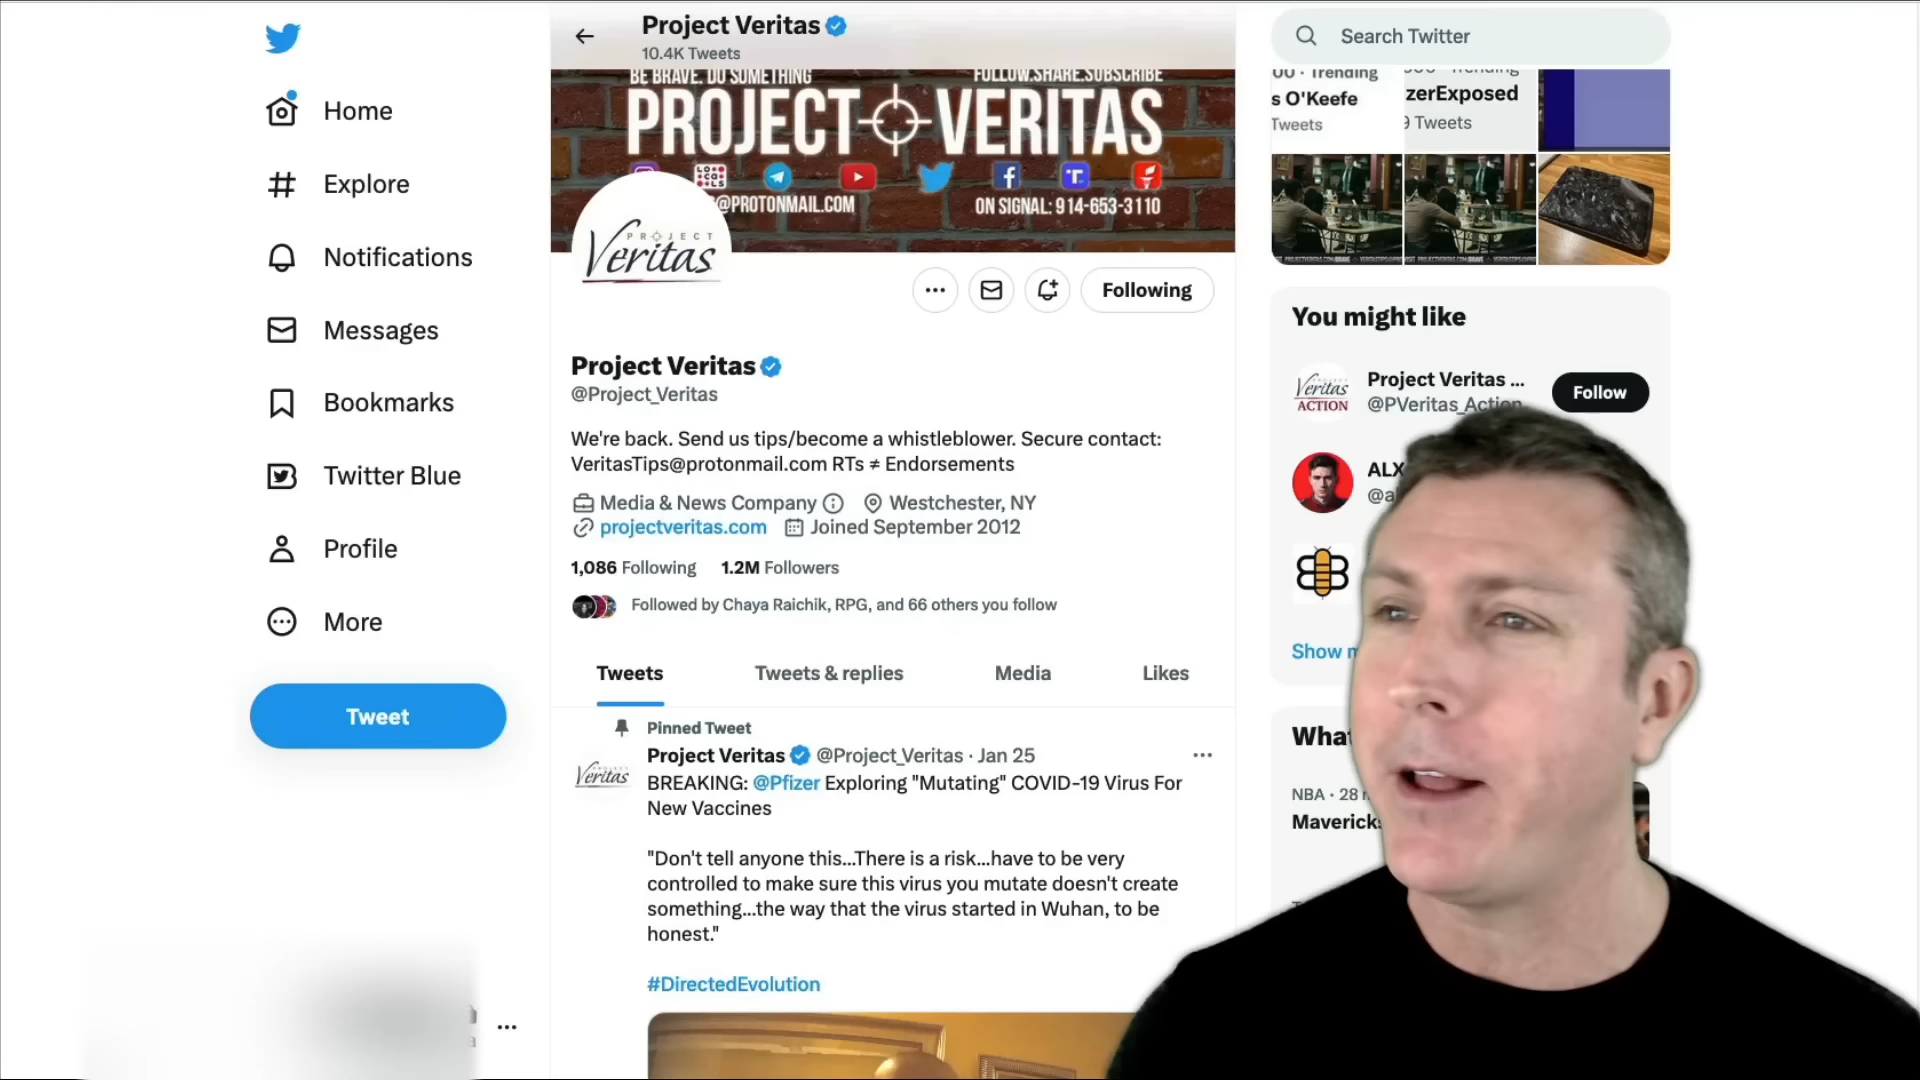 Home
Explore
Notifications
Messages
Bookmarks
Twitter Blue
Profile
More
Tweet
Project Veritas
10.4K Tweets
BE BRAVE. DO SOMETHING
FOLLOW.SHARE.SUBSCRIBE
PROJECT VERITAS
@PROTONMAIL.COM
ON SIGNAL: 914-653-3110
PROJECT
Veritas
Following
Project Veritas
@Project_Veritas
We're back. Send us tips/become a whistleblower. Secure contact:
VeritasTips@protonmail.com RTs ≠ Endorsements
Media & News Company Westchester, NY
projectveritas.com Joined September 2012
1,086 Following 1.2M Followers
Followed by Chaya Raichik, RPG, and 66 others you follow
Tweets Tweets & replies Media Likes
Pinned Tweet
Project Veritas @Project_Veritas · Jan 25
Veritas
BREAKING: @Pfizer Exploring "Mutating" COVID-19 Virus For
New Vaccines
"Don't tell anyone this...There is a risk...have to be very
controlled to make sure this virus you mutate doesn't create
something...the way that the virus started in Wuhan, to be
honest."
#DirectedEvolution
Search Twitter
Trending
s O'Keefe
Tweets
Trending
zerExposed
9 Tweets
You might like
Veritas
ACTION
Project Veritas ...
@PVeritas_Action
Follow
ALX
@a
Show
What
NBA · 28
Mavericks